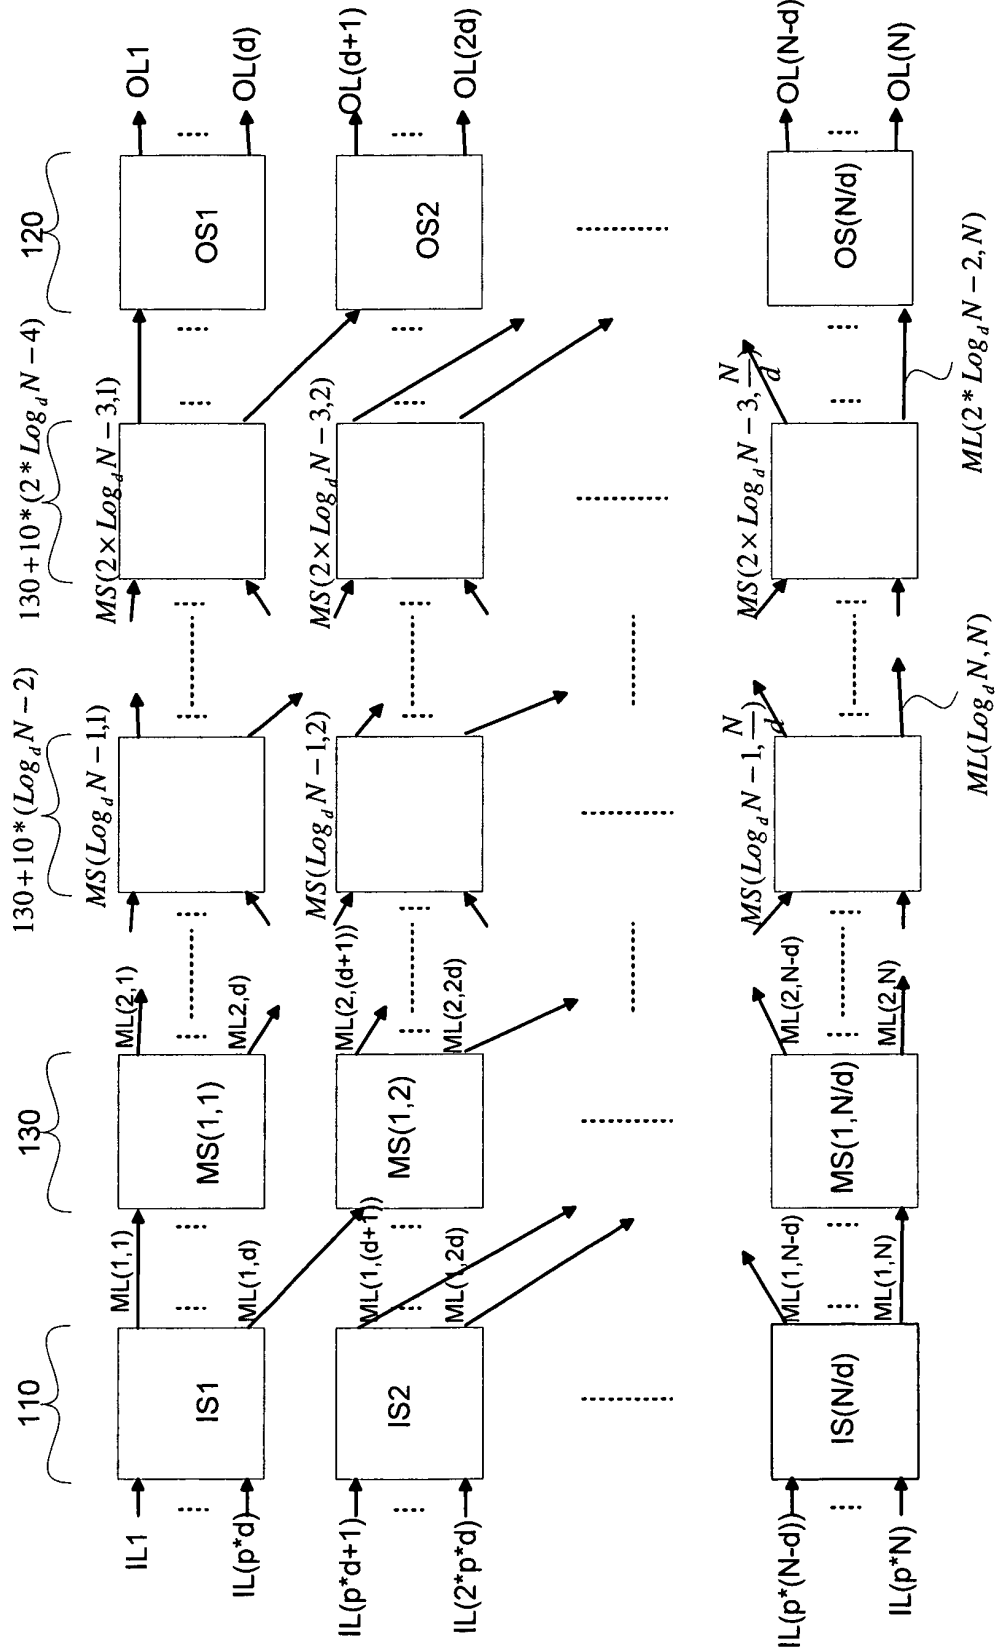 110
130
130+10*(Log_d N−2)
130+10*(2*Log_d N−4)
120
IL1
IL(p*d)
IS1
ML(1,1)
ML(1,d)
MS(1,1)
ML(2,1)
ML2,d)
MS(Log_d N−1,1)
MS(2×Log_d N−3,1)
OS1
OL1
OL(d)
IL(p*d+1)
IL(2*p*d)
IS2
ML(1,(d+1))
ML(1,2d)
MS(1,2)
ML(2,(d+1))
ML(2,2d)
MS(Log_d N−1,2)
MS(2×Log_d N−3,2)
OS2
OL(d+1)
OL(2d)
IL(p*(N-d))
IL(p*N)
IS(N/d)
ML(1,N-d)
ML(1,N)
MS(1,N/d)
ML(2,N-d)
ML(2,N)
MS(Log_d N−1,N/d)
ML(Log_d N,N)
MS(2×Log_d N−3,N/d)
ML(2*Log_d N−2,N)
OS(N/d)
OL(N-d)
OL(N)